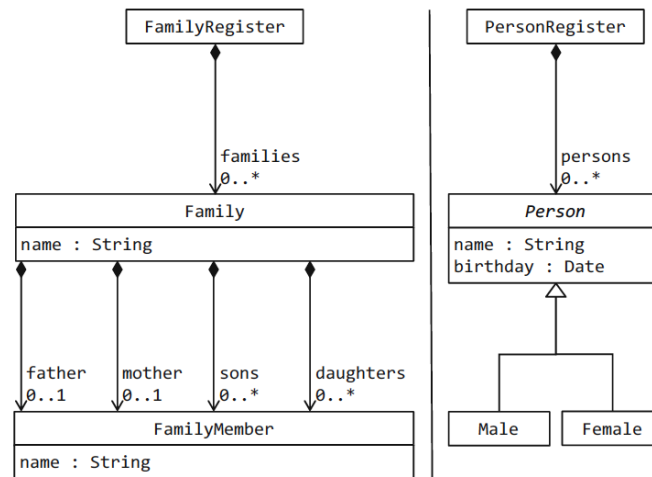 FamilyRegister
families
0..*
Family
name : String
father
0..1
mother
0..1
sons
0..*
daughters
0..*
FamilyMember
name : String
PersonRegister
persons
0..*
Person
name : String
birthday : Date
Male
Female